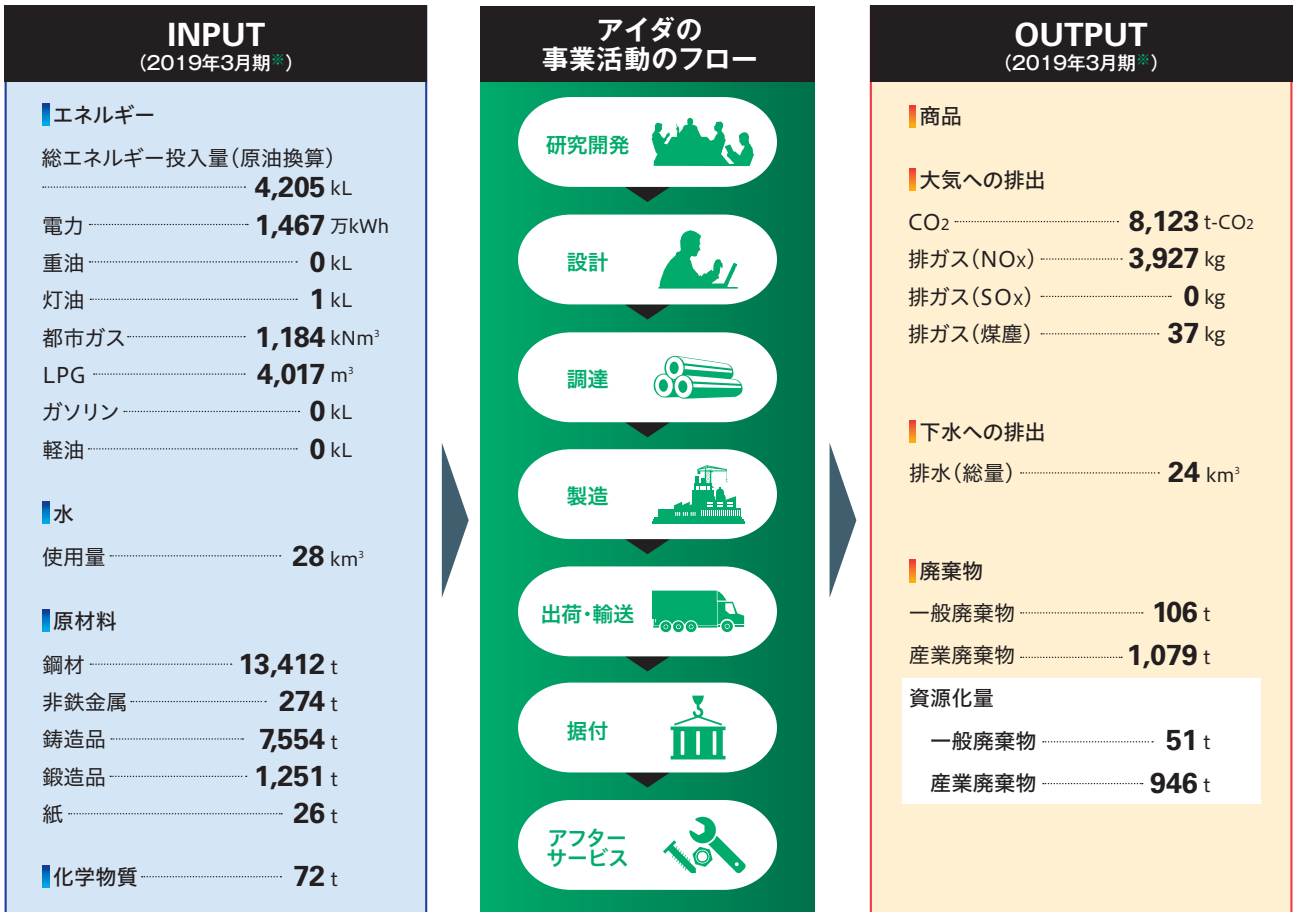 INPUT
(2019年3月期※)
エネルギー
総エネルギー投入量(原油換算)
4,205 kL
電力 1,467 万kWh
重油 0 kL
灯油 1 kL
都市ガス 1,184 kNm³
LPG 4,017 m³
ガソリン 0 kL
軽油 0 kL
水
使用量 28 km³
原材料
鋼材 13,412 t
非鉄金属 274 t
鋳造品 7,554 t
鍛造品 1,251 t
紙 26 t
化学物質 72 t
アイダの
事業活動のフロー
研究開発
設計
調達
製造
出荷・輸送
据付
アフター
サービス
OUTPUT
(2019年3月期※)
商品
大気への排出
CO₂ 8,123 t-CO₂
排ガス(NOx) 3,927 kg
排ガス(SOx) 0 kg
排ガス(煤塵) 37 kg
下水への排出
排水(総量) 24 km³
廃棄物
一般廃棄物 106 t
産業廃棄物 1,079 t
資源化量
一般廃棄物 51 t
産業廃棄物 946 t